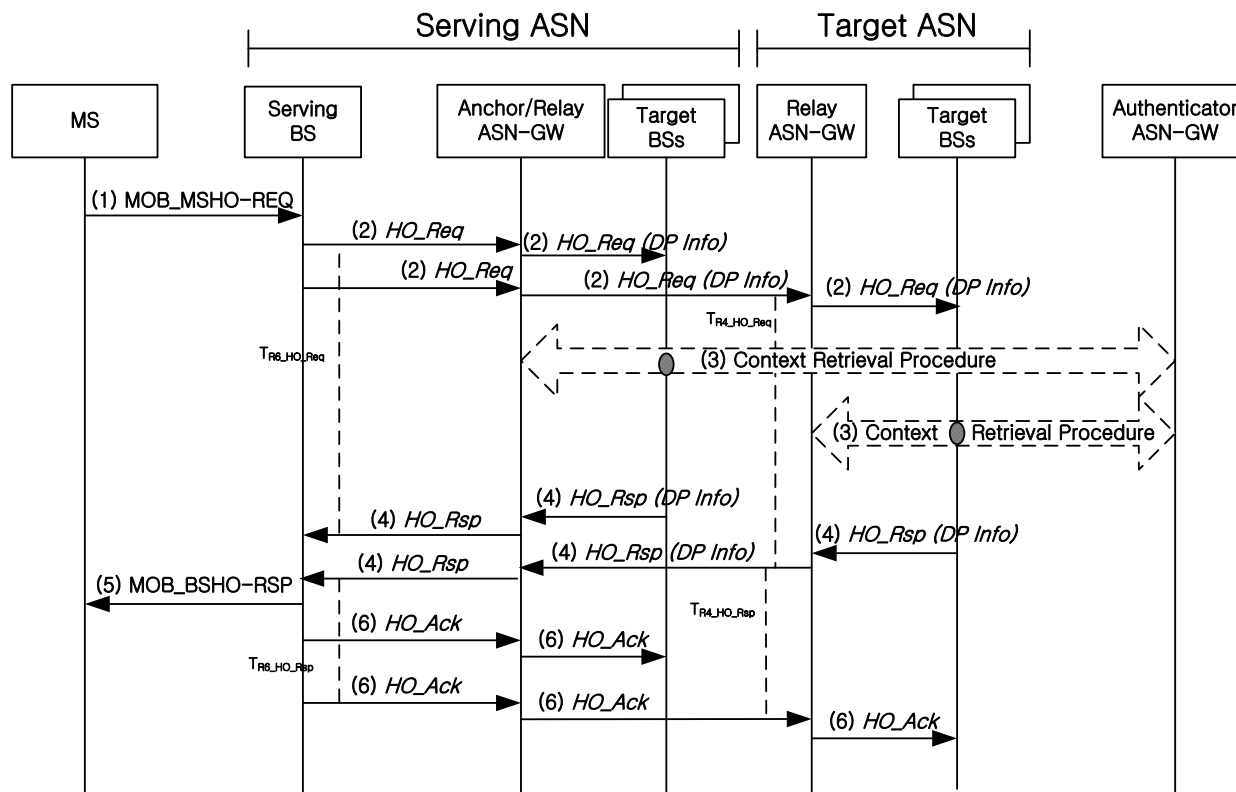 Serving ASN
Target ASN
MS
Serving
BS
Anchor/Relay
ASN-GW
Target
BSs
Relay
ASN-GW
Target
BSs
Authenticator
ASN-GW
(1) MOB_MSHO-REQ
(2) HO_Req
(2) HO_Req (DP Info)
(2) HO_Req
(2) HO_Req (DP Info)
(2) HO_Req (DP Info)
TR4_HO_Req
TR6_HO_Req
(3) Context Retrieval Procedure
(3) Context Retrieval Procedure
(4) HO_Rsp (DP Info)
(4) HO_Rsp
(4) HO_Rsp (DP Info)
(4) HO_Rsp (DP Info)
(4) HO_Rsp
(5) MOB_BSHO-RSP
TR4_HO_Rsp
(6) HO_Ack
(6) HO_Ack
TR6_HO_Rsp
(6) HO_Ack
(6) HO_Ack
(6) HO_Ack